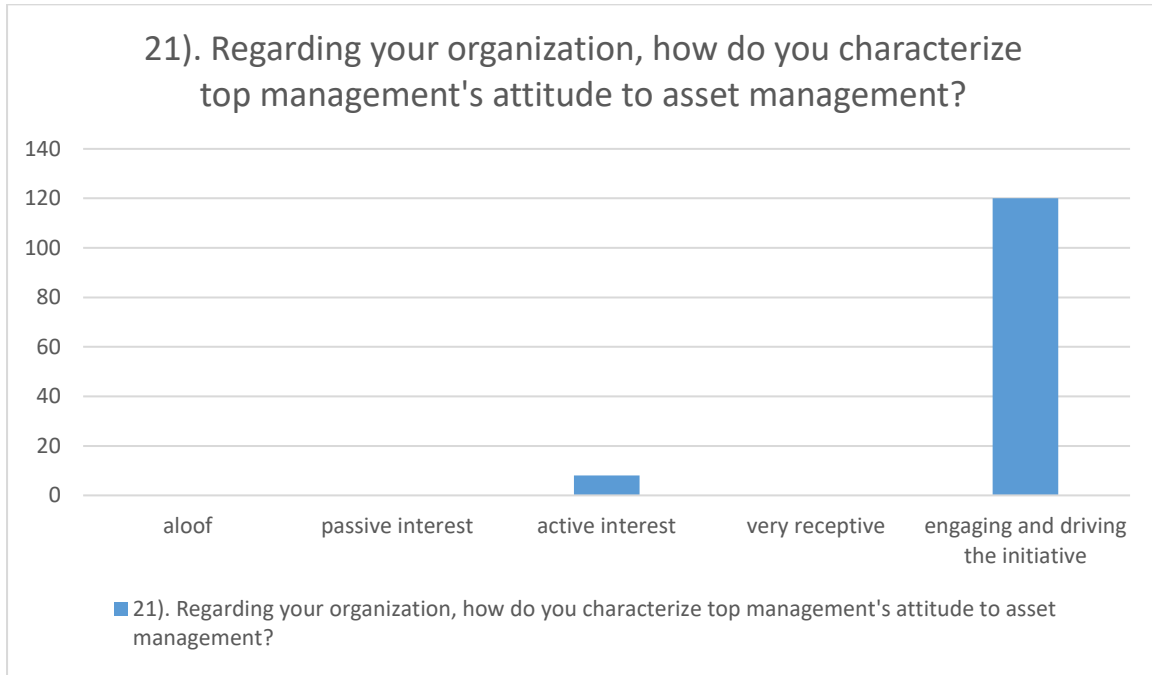 21). Regarding your organization, how do you characterize
top management's attitude to asset management?
140
120
100
80
60
40
20
0
aloof
passive interest
active interest
very receptive
engaging and driving
the initiative
21). Regarding your organization, how do you characterize top management's attitude to asset
management?